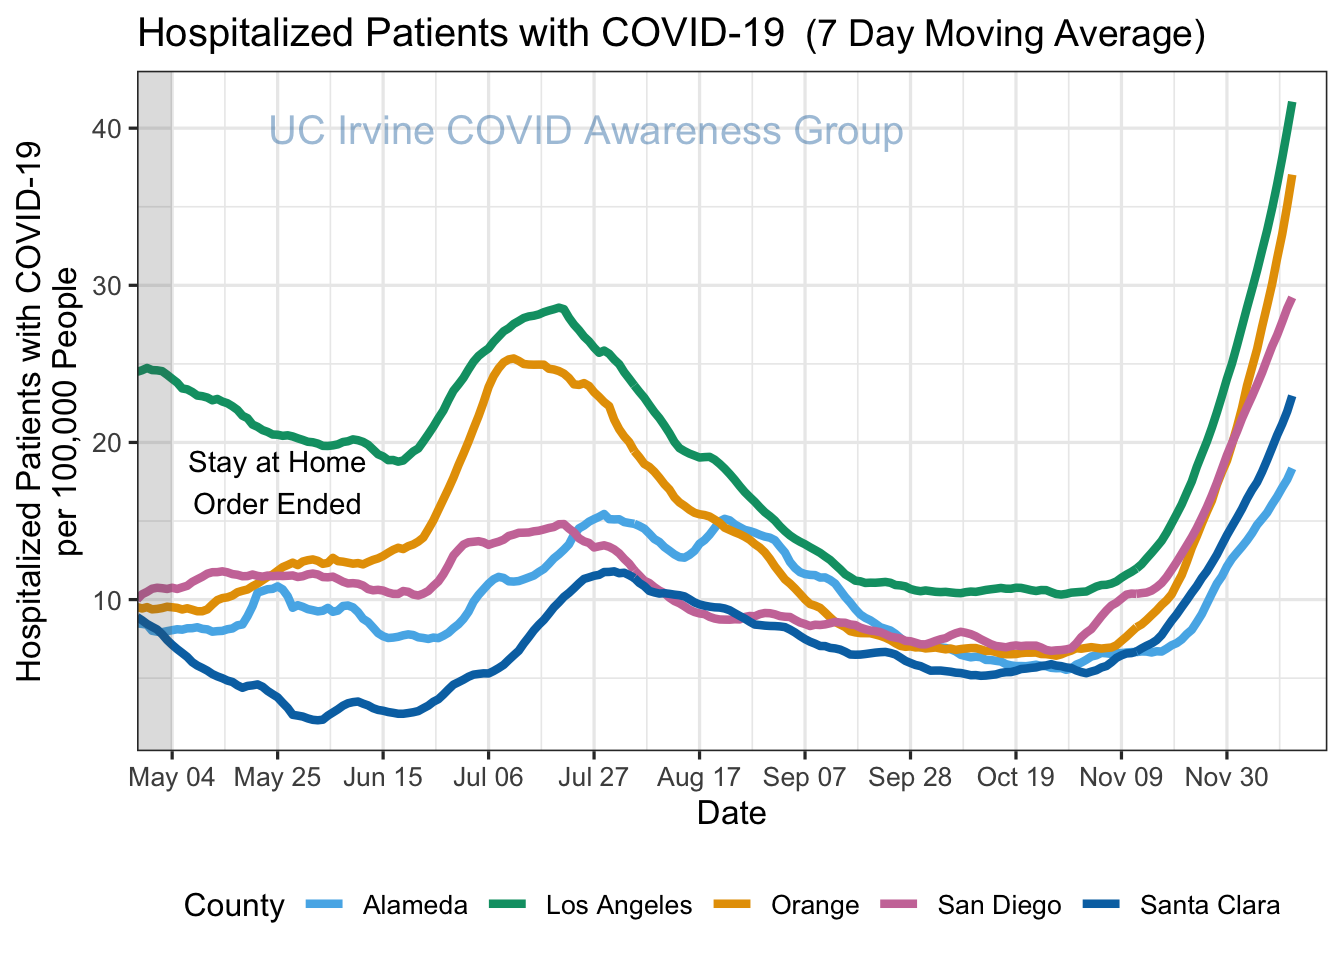 Hospitalized Patients with COVID-19 (7 Day Moving Average)
UC Irvine COVID Awareness Group
Hospitalized Patients with COVID-19
per 100,000 People
40
30
20
10
Stay at Home
Order Ended
May 04 May 25 Jun 15 Jul 06 Jul 27 Aug 17 Sep 07 Sep 28 Oct 19 Nov 09 Nov 30
Date
County Alameda Los Angeles Orange San Diego Santa Clara